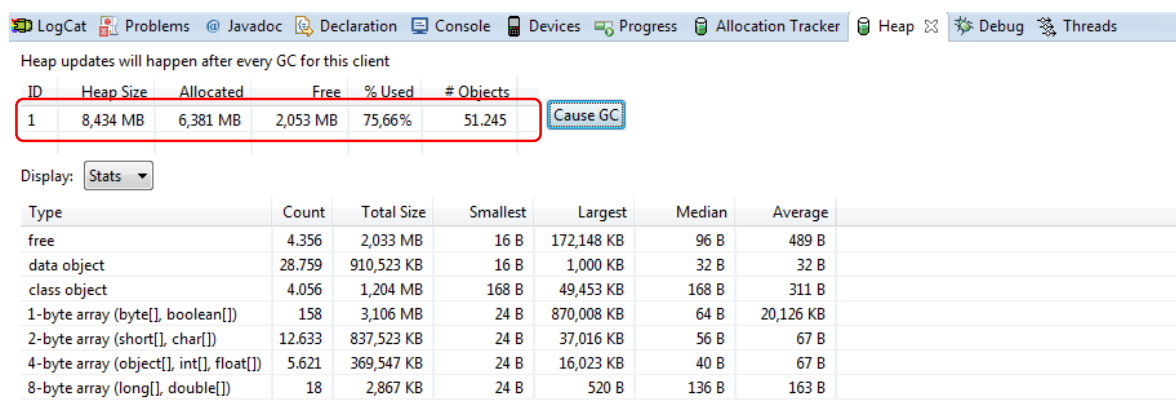 LogCat Problems @ Javadoc Declaration Console Devices Progress Allocation Tracker Heap Debug Threads
Heap updates will happen after every GC for this client
ID Heap Size Allocated Free % Used # Objects
1 8,434 MB 6,381 MB 2,053 MB 75,66% 51.245 Cause GC
Display: Stats
Type Count Total Size Smallest Largest Median Average
free 4.356 2,033 MB 16 B 172,148 KB 96 B 489 B
data object 28.759 910,523 KB 16 B 1,000 KB 32 B 32 B
class object 4.056 1,204 MB 168 B 49,453 KB 168 B 311 B
1-byte array (byte[], boolean[]) 158 3,106 MB 24 B 870,008 KB 64 B 20,126 KB
2-byte array (short[], char[]) 12.633 837,523 KB 24 B 37,016 KB 56 B 67 B
4-byte array (object[], int[], float[]) 5.621 369,547 KB 24 B 16,023 KB 40 B 67 B
8-byte array (long[], double[]) 18 2,867 KB 24 B 520 B 136 B 163 B